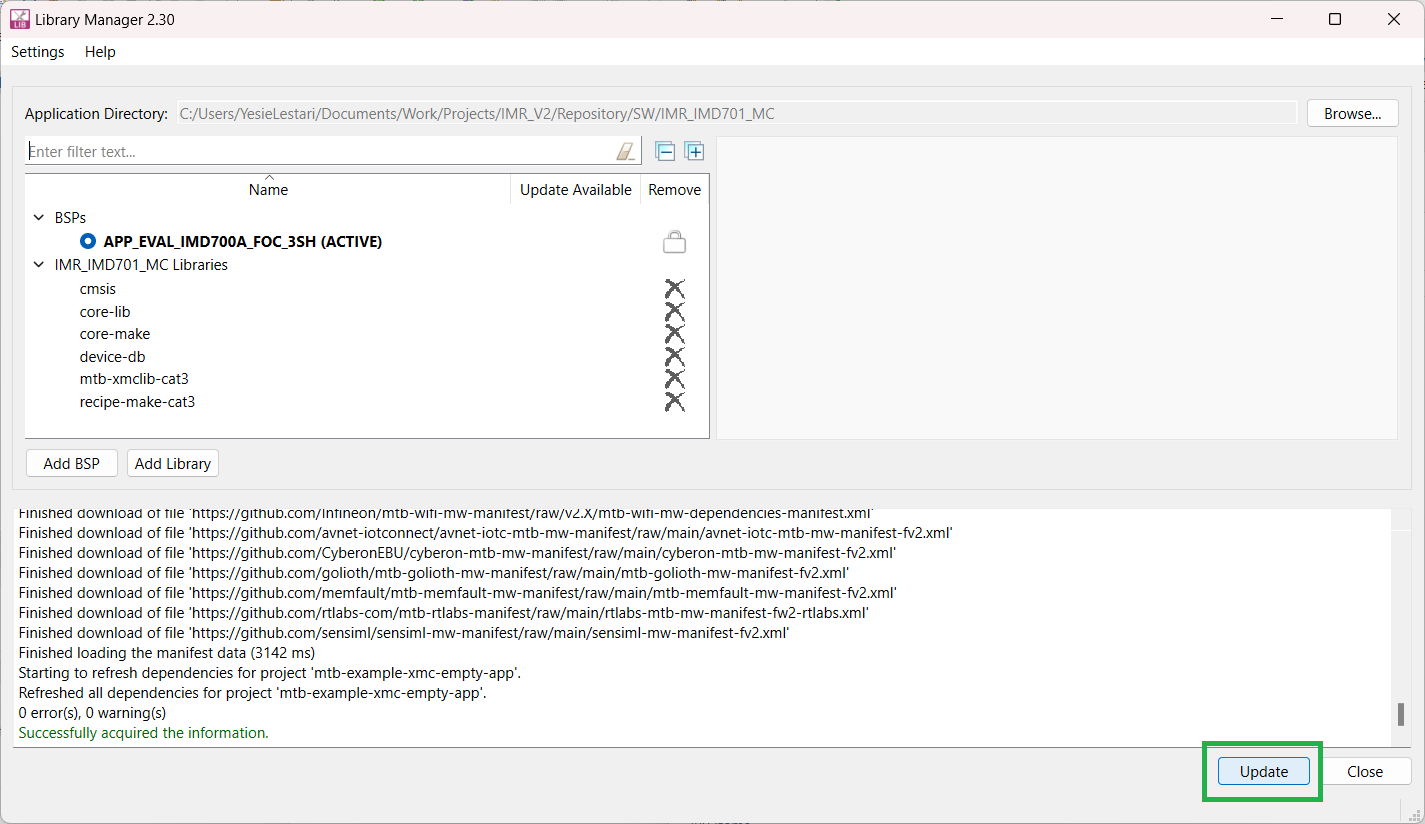 Library Manager 2.30
Settings Help
Application Directory: C:/Users/YesieLestari/Documents/Work/Projects/IMR_V2/Repository/SW/IMR_IMD701_MC Browse...
Enter filter text...
Name Update Available Remove
BSPs
APP_EVAL_IMD700A_FOC_3SH (ACTIVE)
IMR_IMD701_MC Libraries
cmsis
core-lib
core-make
device-db
mtb-xmclib-cat3
recipe-make-cat3
Add BSP Add Library
Finished download of file 'https://github.com/Infineon/mtb-wifi-mw-manifest/raw/v2.X/mtb-wifi-mw-dependencies-manifest.xml'
Finished download of file 'https://github.com/avnet-iotconnect/avnet-iotc-mtb-mw-manifest/raw/main/avnet-iotc-mtb-mw-manifest-fv2.xml'
Finished download of file 'https://github.com/CyberonEBU/cyberon-mtb-mw-manifest/raw/main/cyberon-mtb-mw-manifest-fv2.xml'
Finished download of file 'https://github.com/golioth/mtb-golioth-mw-manifest/raw/main/mtb-golioth-mw-manifest-fv2.xml'
Finished download of file 'https://github.com/memfault/mtb-memfault-mw-manifest/raw/main/mtb-memfault-mw-manifest-fv2.xml'
Finished download of file 'https://github.com/rtlabs-com/mtb-rtlabs-manifest/raw/main/rtlabs-mtb-mw-manifest-fw2-rtlabs.xml'
Finished download of file 'https://github.com/sensiml/sensiml-mw-manifest/raw/main/sensiml-mw-manifest-fv2.xml'
Finished loading the manifest data (3142 ms)
Starting to refresh dependencies for project 'mtb-example-xmc-empty-app'.
Refreshed all dependencies for project 'mtb-example-xmc-empty-app'.
0 error(s), 0 warning(s)
Successfully acquired the information.
Update Close